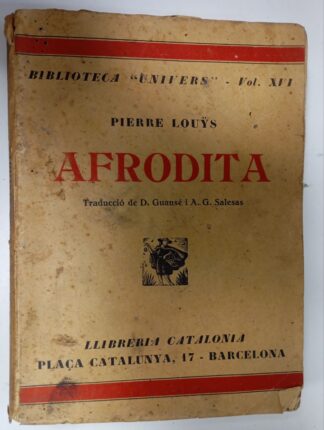 BIBLIOTECA "UNIVERS" - Vol. XVI
PIERRE LOUŸS
AFRODITA
Traducció de D. Guansé i A. G. Salesas
LLIBRERIA CATALONIA
PLAÇA CATALUNYA, 17 - BARCELONA